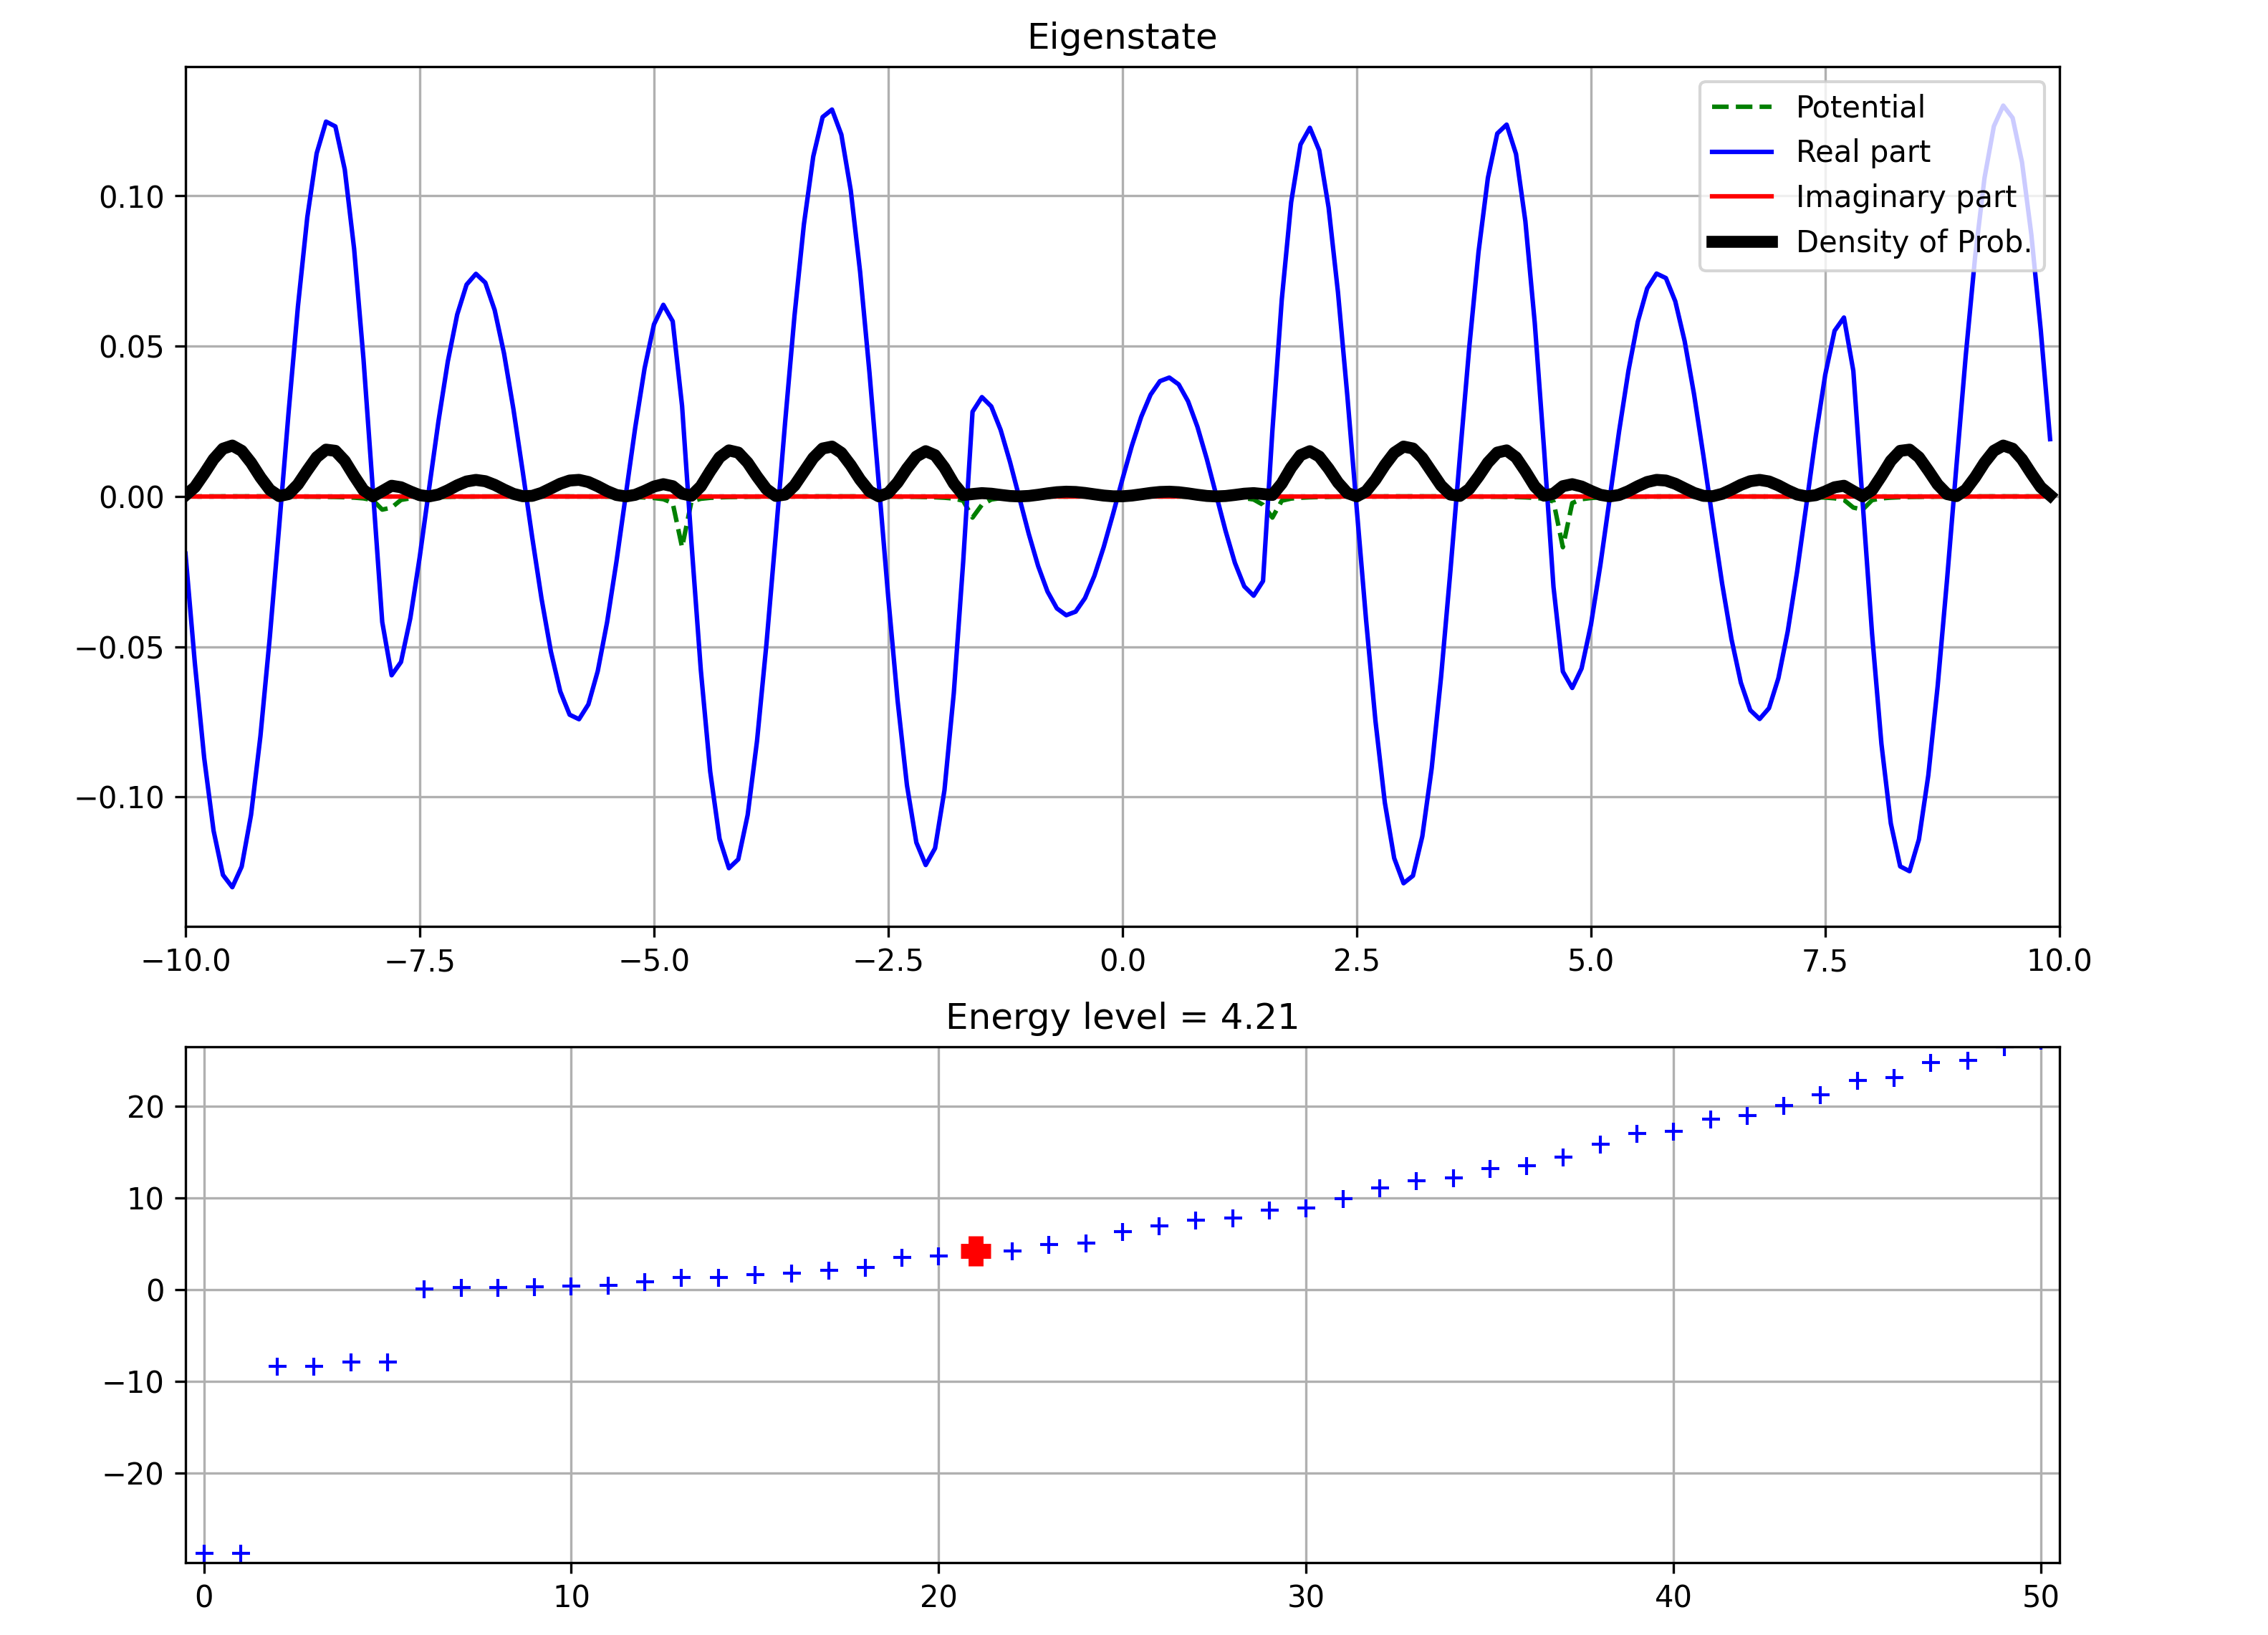 Eigenstate
Potential
Real part
Imaginary part
Density of Prob.
0.10
0.05
0.00
−0.05
−0.10
−10.0 −7.5 −5.0 −2.5 0.0 2.5 5.0 7.5 10.0
Energy level = 4.21
20
10
0
−10
−20
0 10 20 30 40 50